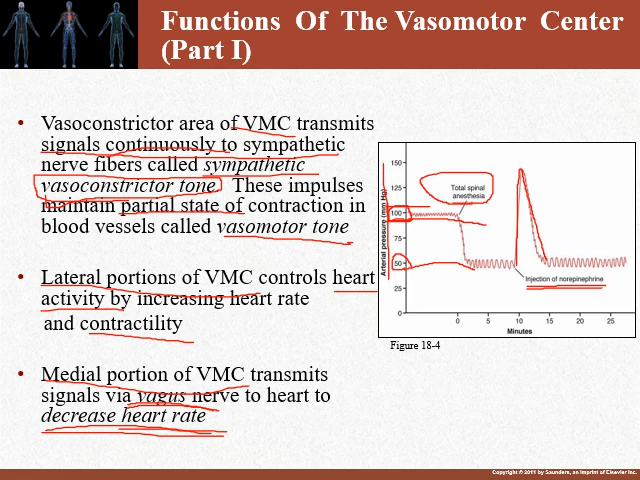 Functions Of The Vasomotor Center
(Part I)
• Vasoconstrictor area of VMC transmits
signals continuously to sympathetic
nerve fibers called sympathetic
vasoconstrictor tone. These impulses
maintain partial state of contraction in
blood vessels called vasomotor tone
• Lateral portions of VMC controls heart
activity by increasing heart rate
and contractility
• Medial portion of VMC transmits
signals via vagus nerve to heart to
decrease heart rate
Arterial pressure (mm Hg)
150
125
100
75
50
25
0
Total spinal
anesthesia
Injection of norepinephrine
0 5 10 15 20 25
Minutes
Figure 18-4
Copyright © 2011 by Saunders, an imprint of Elsevier Inc.